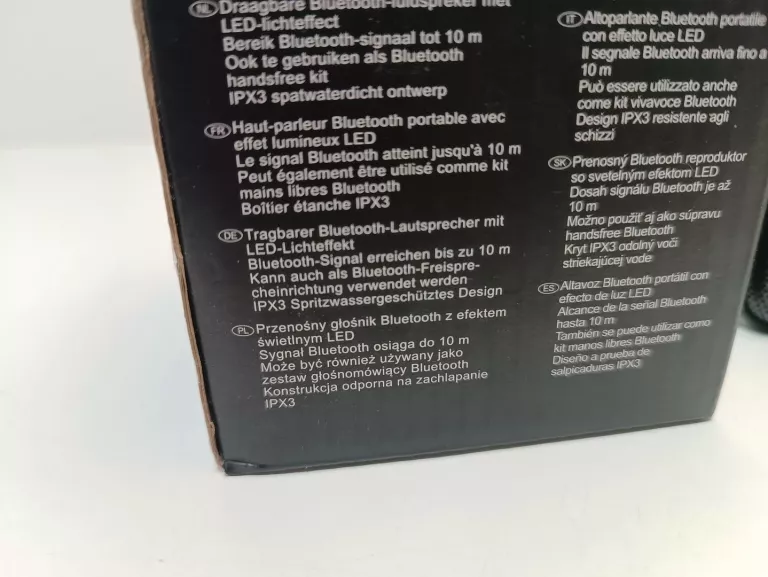 NL Draagbare Bluetooth-luidspreker met
LED-lichteffect
Bereik Bluetooth-signaal tot 10 m
Ook te gebruiken als Bluetooth
handsfree kit
IPX3 spatwaterdicht ontwerp
FR Haut-parleur Bluetooth portable avec
effet lumineux LED
Le signal Bluetooth atteint jusqu'à 10 m
Peut également être utilisé comme kit
mains libres Bluetooth
Boîtier étanche IPX3
DE Tragbarer Bluetooth-Lautsprecher mit
LED-Lichteffekt
Bluetooth-Signal erreichen bis zu 10 m
Kann auch als Bluetooth-Freispre-
cheinrichtung verwendet werden
IPX3 Spritzwassergeschütztes Design
PL Przenośny głośnik Bluetooth z efektem
świetlnym LED
Sygnał Bluetooth osiąga do 10 m
Może być również używany jako
zestaw głośnomówiący Bluetooth
Konstrukcja odporna na zachlapanie
IPX3
IT Altoparlante Bluetooth portatile
con effetto luce LED
Il segnale Bluetooth arriva fino a
10 m
Può essere utilizzato anche
come kit vivavoce Bluetooth
Design IPX3 resistente agli
schizzi
SK Prenosný Bluetooth reproduktor
so svetelným efektom LED
Dosah signálu Bluetooth je až
10 m
Možno použiť aj ako súpravu
handsfree Bluetooth
Kryt IPX3 odolný voči
striekajúcej vode
ES Altavoz Bluetooth portátil con
efecto de luz LED
Alcance de la señal Bluetooth
hasta 10 m
También se puede utilizar como
kit manos libres Bluetooth
Diseño a prueba de
salpicaduras IPX3